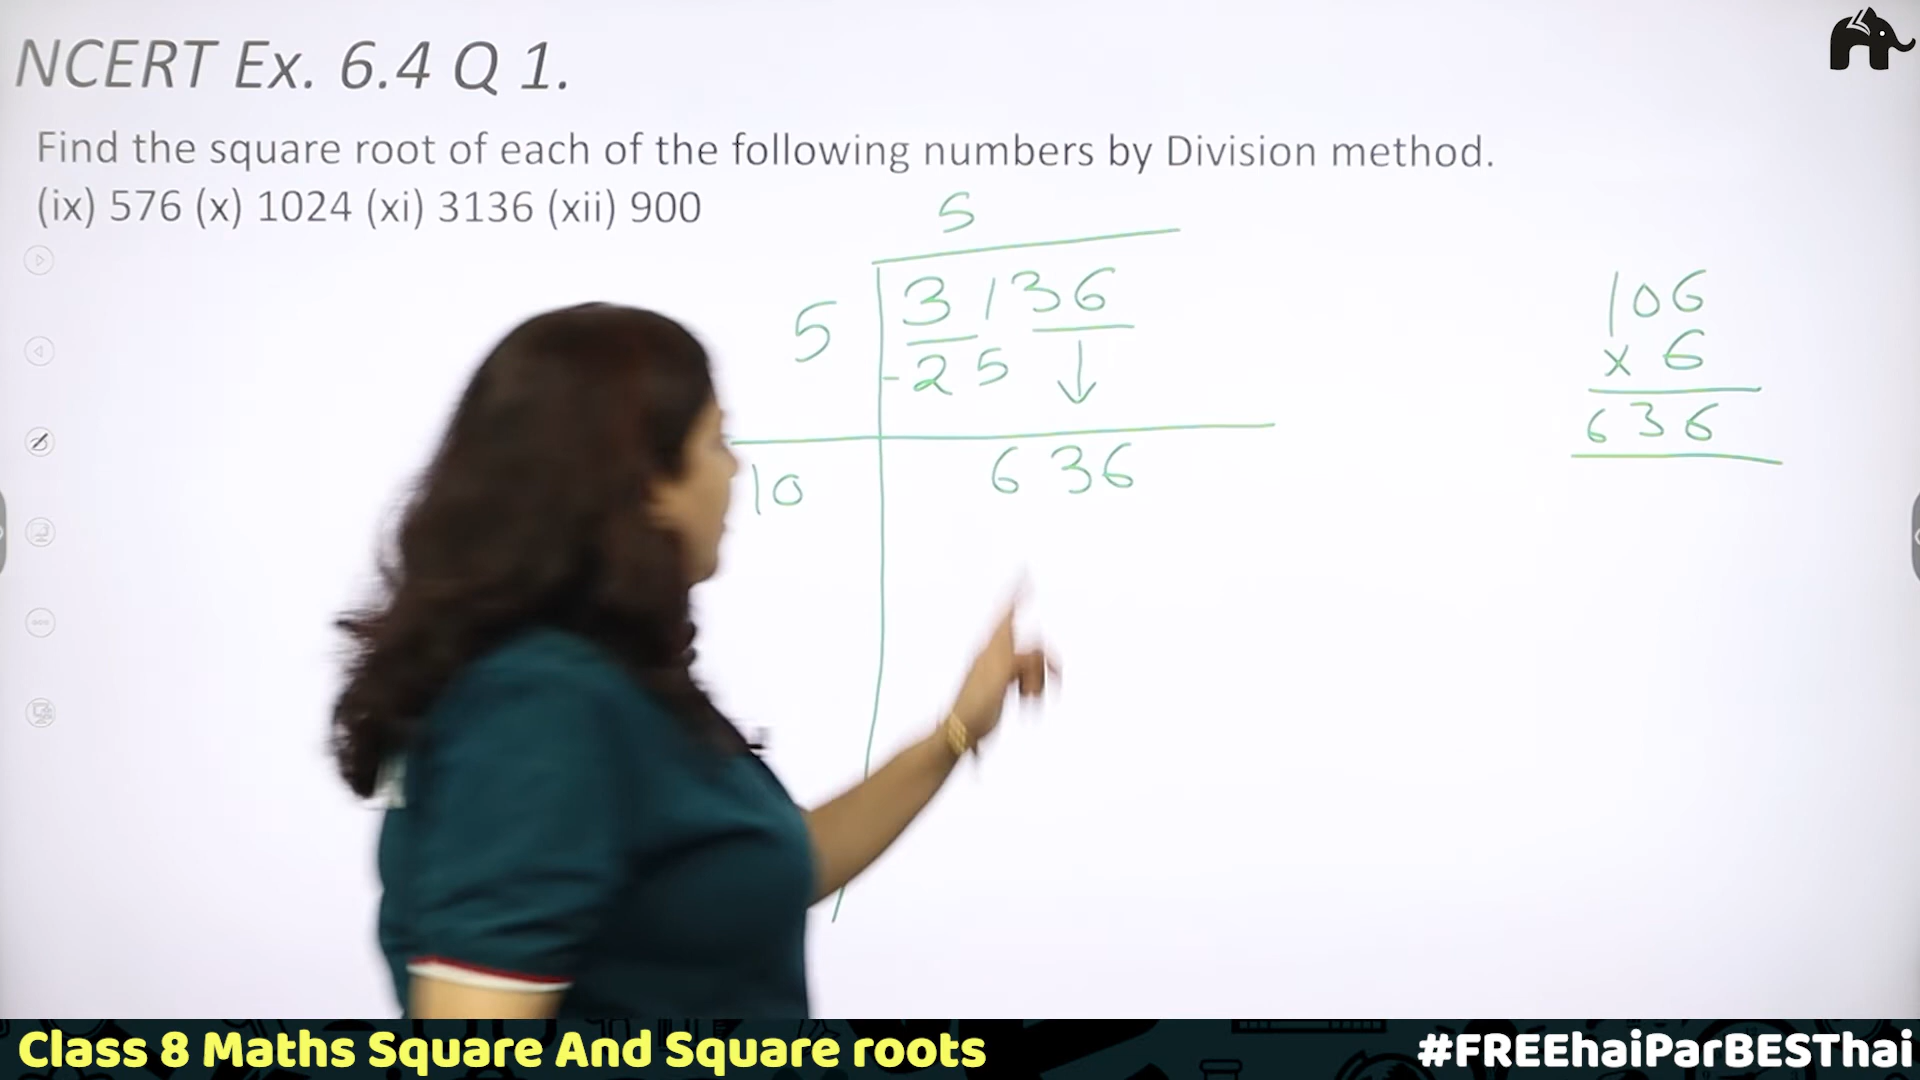 NCERT Ex. 6.4 Q 1.
Find the square root of each of the following numbers by Division method.
(ix) 576 (x) 1024 (xi) 3136 (xii) 900
5
5 3136
- 25
10 636
106
x 6
636
Class 8 Maths Square And Square roots
#FREEhaiParBESThai